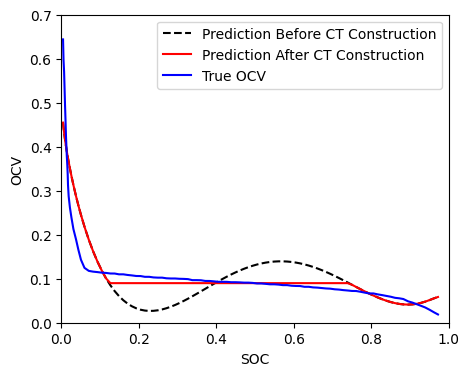 0.7
0.6
0.5
0.4
0.3
0.2
0.1
0.0
OCV
Prediction Before CT Construction
Prediction After CT Construction
True OCV
0.0 0.2 0.4 0.6 0.8 1.0
SOC